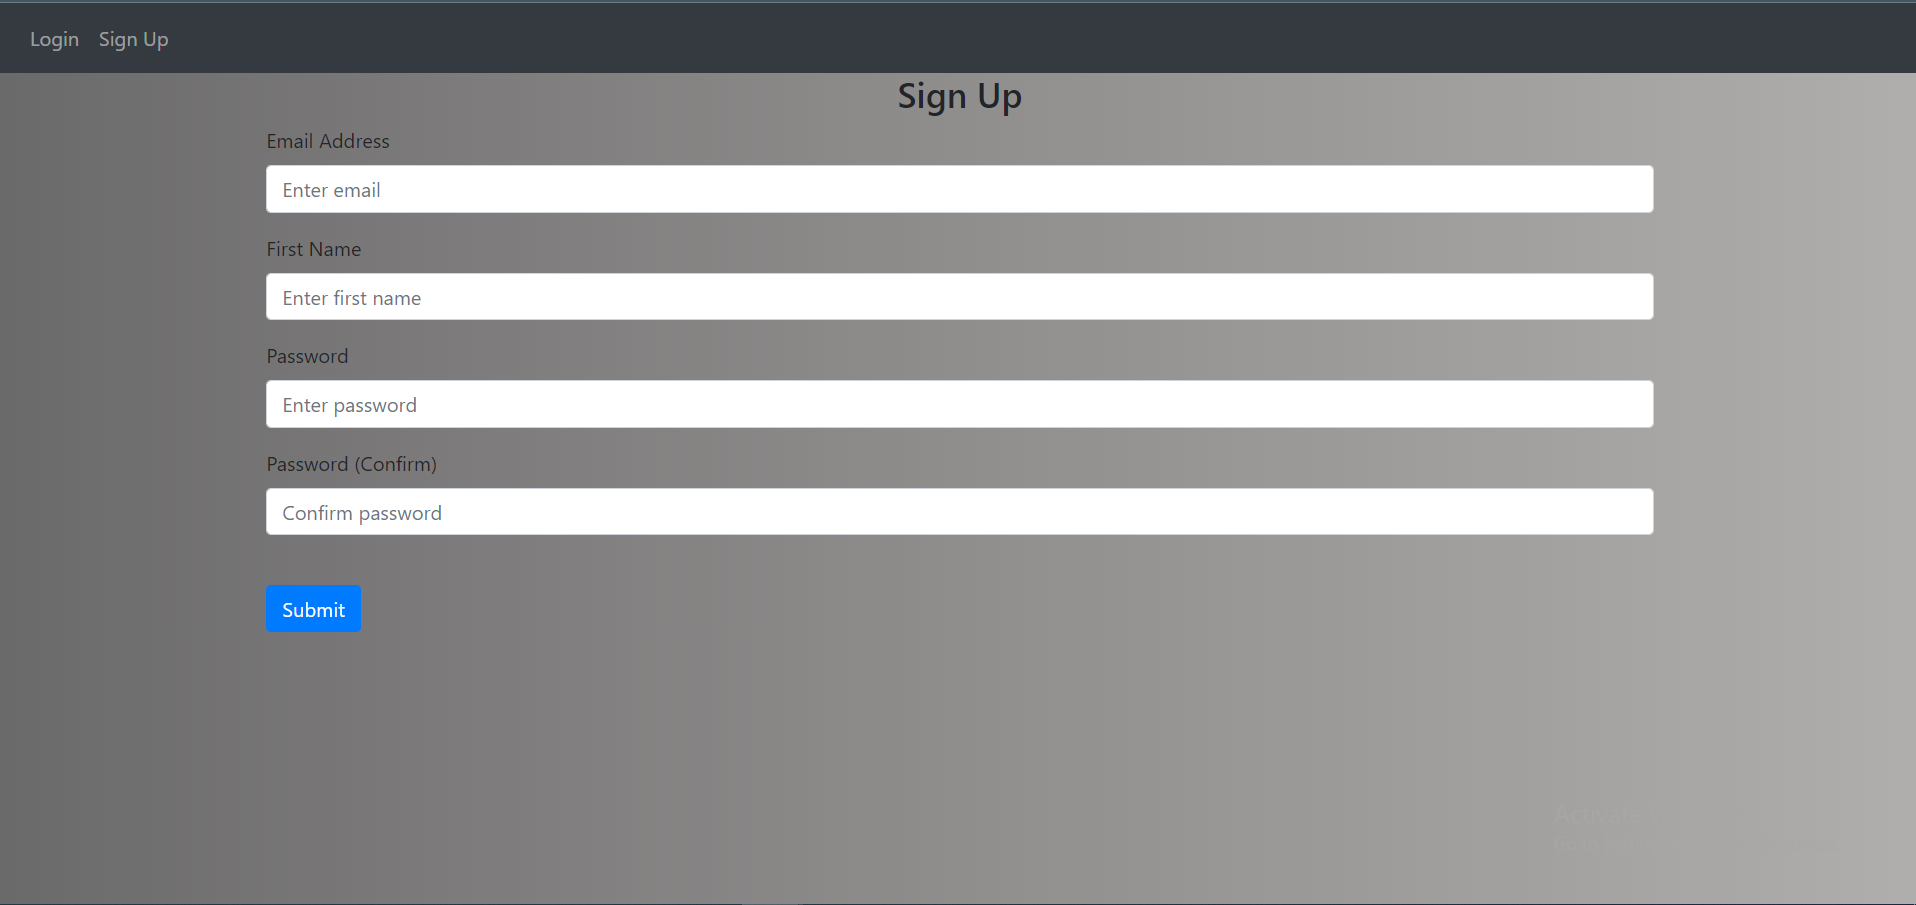 Login Sign Up
Sign Up
Email Address
Enter email
First Name
Enter first name
Password
Enter password
Password (Confirm)
Confirm password
Submit
Activate